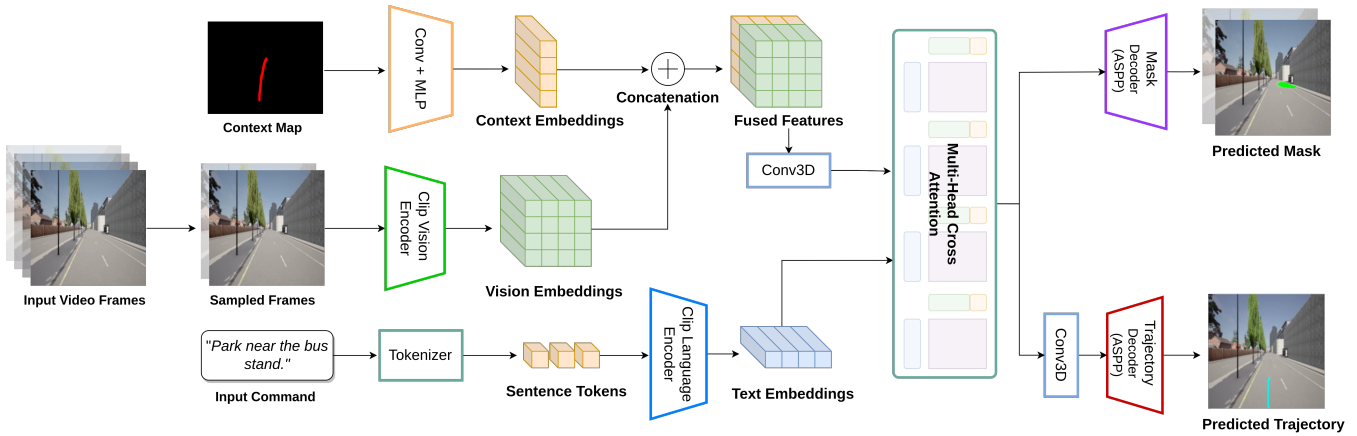 Context Map
Conv + MLP
Context Embeddings
Concatenation
Fused Features
Conv3D
Multi-Head Cross
Attention
Mask
Decoder
(ASPP)
Predicted Mask
Input Video Frames
Sampled Frames
Clip Vision
Encoder
Vision Embeddings
"Park near the bus
stand."
Input Command
Tokenizer
Sentence Tokens
Clip Language
Encoder
Text Embeddings
Conv3D
Trajectory
Decoder
(ASPP)
Predicted Trajectory